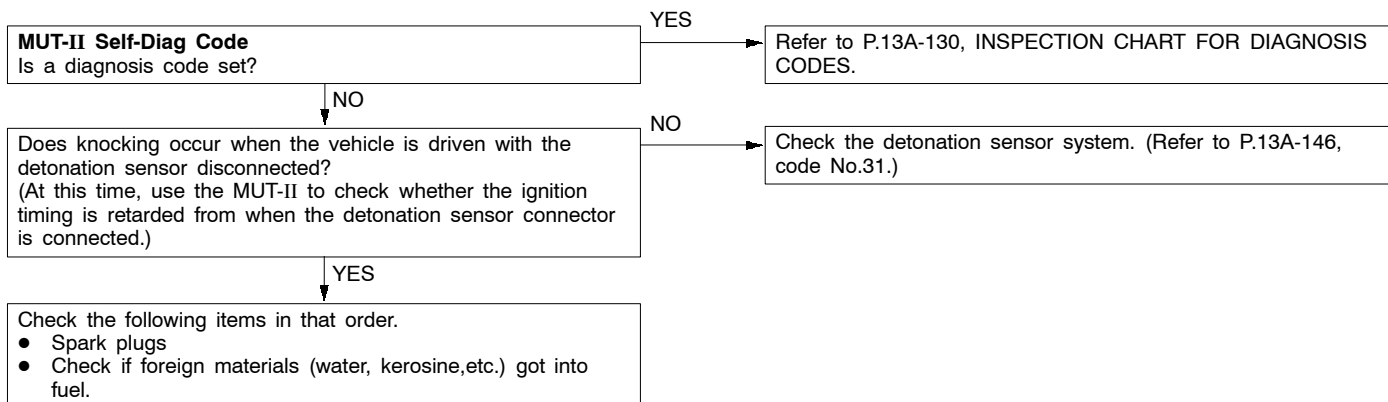 YES
MUT-II Self-Diag Code
Is a diagnosis code set?
Refer to P.13A-130, INSPECTION CHART FOR DIAGNOSIS
CODES.
NO
Does knocking occur when the vehicle is driven with the
detonation sensor disconnected?
(At this time, use the MUT-II to check whether the ignition
timing is retarded from when the detonation sensor connector
is connected.)
NO
Check the detonation sensor system. (Refer to P.13A-146,
code No.31.)
YES
Check the following items in that order.
● Spark plugs
● Check if foreign materials (water, kerosine,etc.) got into
fuel.